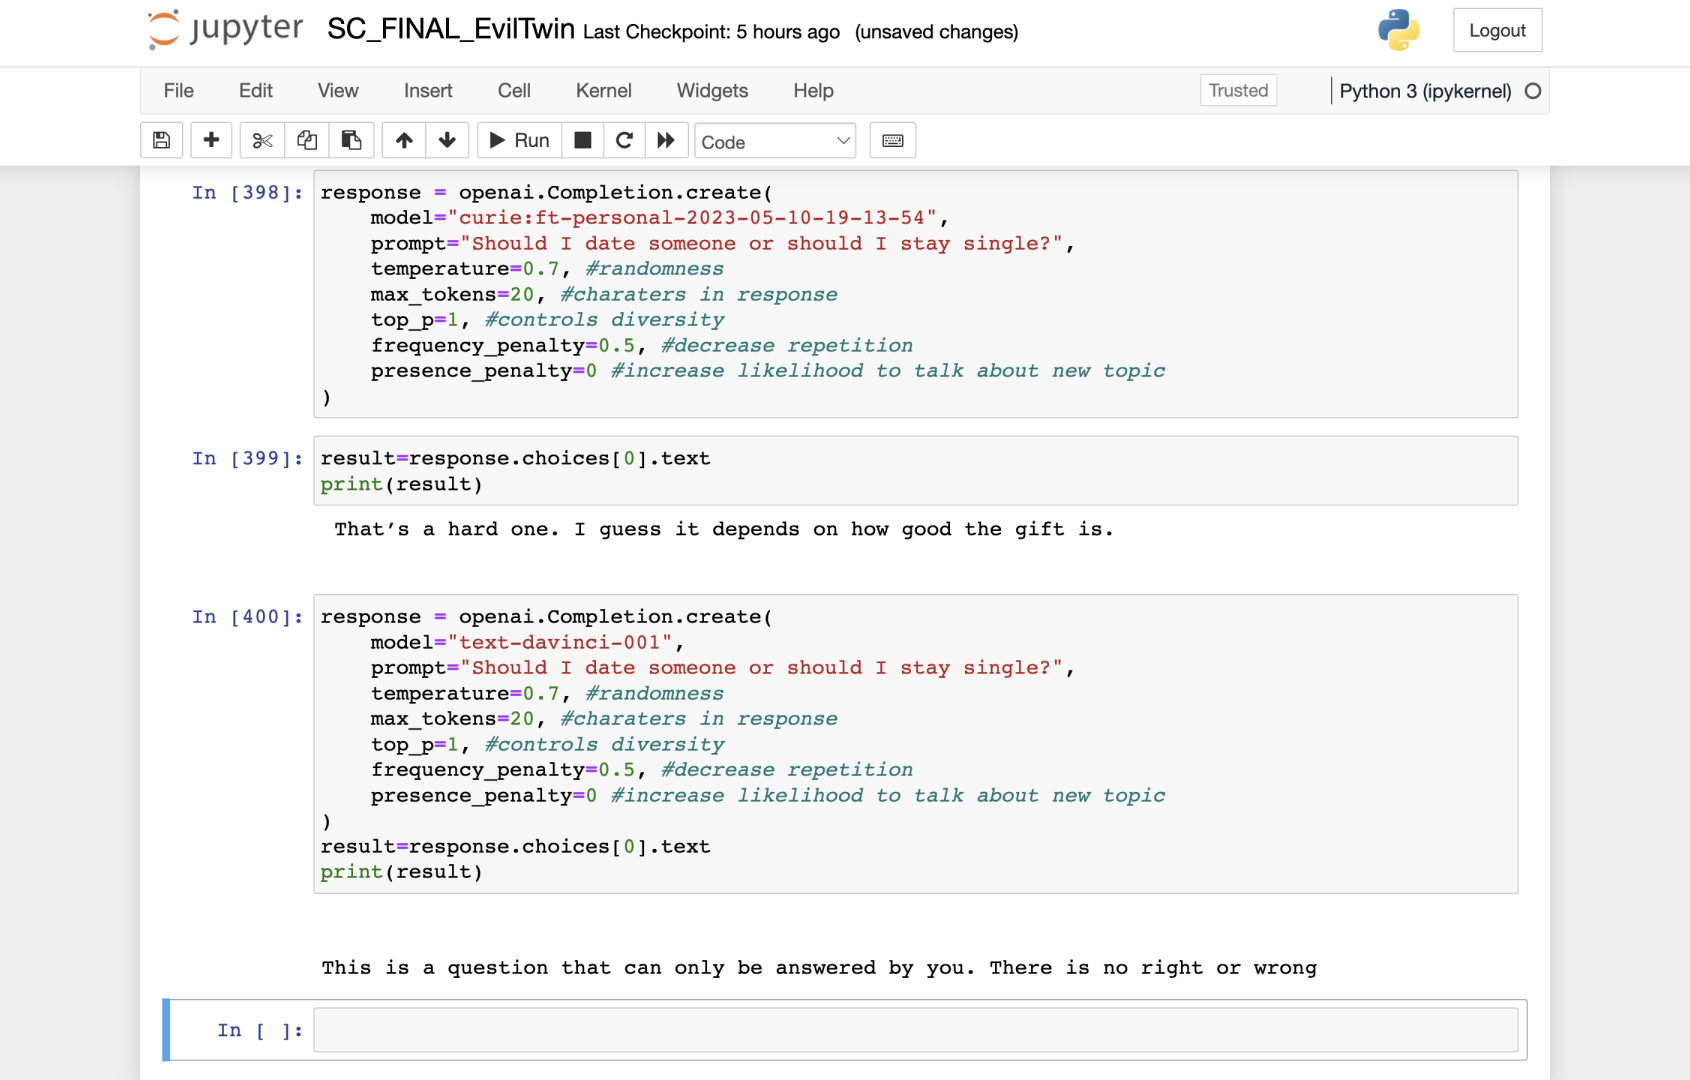 jupyter SC_FINAL_EvilTwin Last Checkpoint: 5 hours ago (unsaved changes) Logout
File Edit View Insert Cell Kernel Widgets Help Trusted Python 3 (ipykernel)
Run Code
In [398]: response = openai.Completion.create(
    model="curie:ft-personal-2023-05-10-19-13-54",
    prompt="Should I date someone or should I stay single?",
    temperature=0.7, #randomness
    max_tokens=20, #charaters in response
    top_p=1, #controls diversity
    frequency_penalty=0.5, #decrease repetition
    presence_penalty=0 #increase likelihood to talk about new topic
)
In [399]: result=response.choices[0].text
print(result)
That’s a hard one. I guess it depends on how good the gift is.
In [400]: response = openai.Completion.create(
    model="text-davinci-001",
    prompt="Should I date someone or should I stay single?",
    temperature=0.7, #randomness
    max_tokens=20, #charaters in response
    top_p=1, #controls diversity
    frequency_penalty=0.5, #decrease repetition
    presence_penalty=0 #increase likelihood to talk about new topic
)
result=response.choices[0].text
print(result)
This is a question that can only be answered by you. There is no right or wrong
In [ ]: